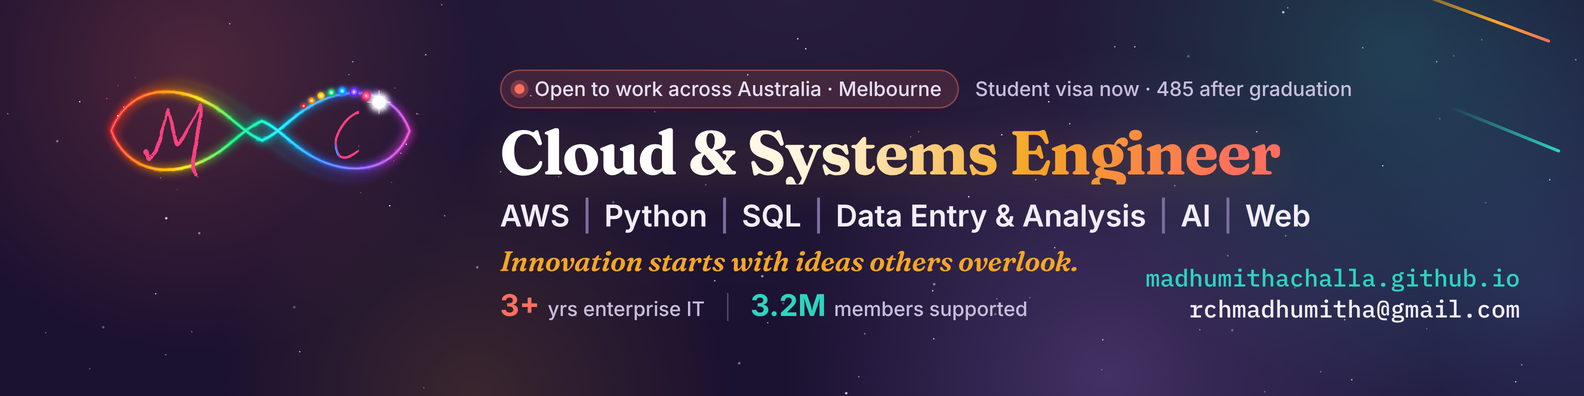 M C
Open to work across Australia · Melbourne
Student visa now · 485 after graduation
Cloud & Systems Engineer
AWS | Python | SQL | Data Entry & Analysis | AI | Web
Innovation starts with ideas others overlook.
3+ yrs enterprise IT | 3.2M members supported
madhumithachalla.github.io
rchmadhumitha@gmail.com